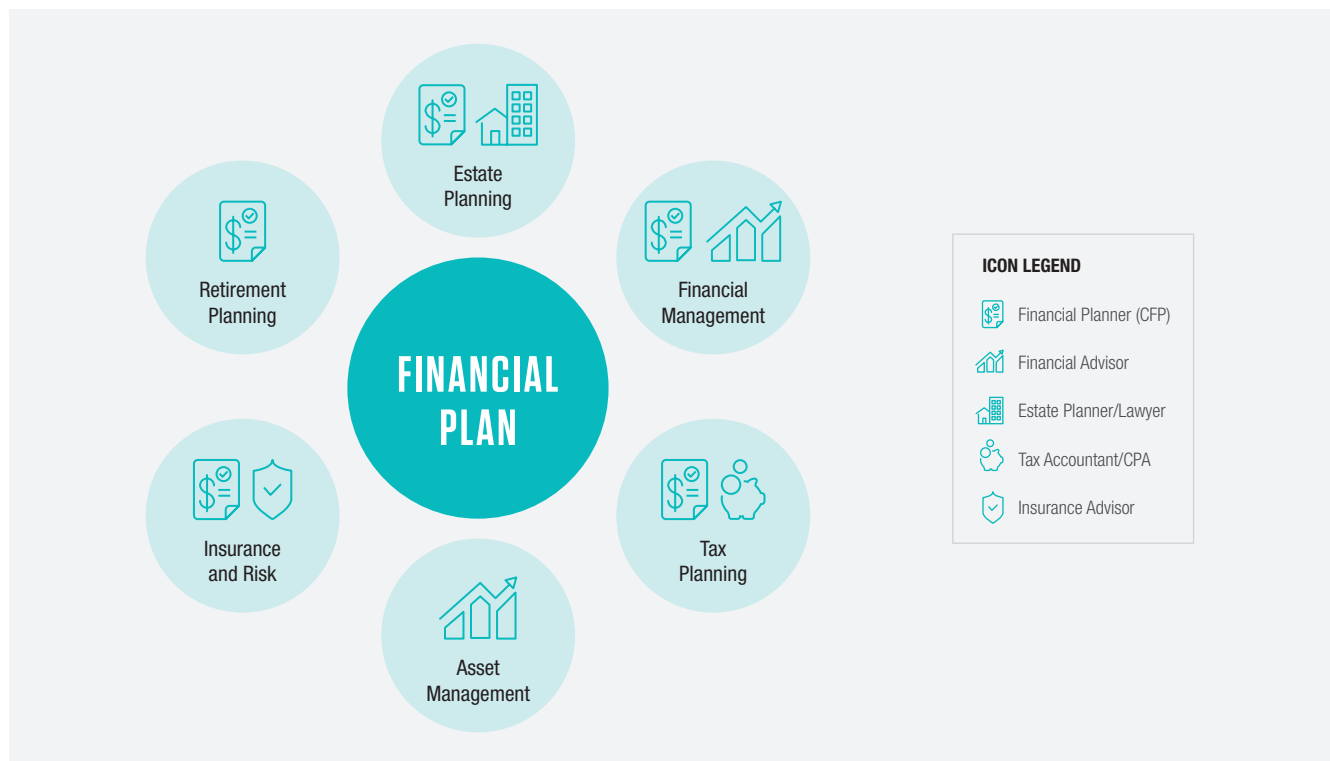 Estate
Planning
Retirement
Planning
Financial
Management
FINANCIAL
PLAN
Insurance
and Risk
Tax
Planning
Asset
Management
ICON LEGEND
Financial Planner (CFP)
Financial Advisor
Estate Planner/Lawyer
Tax Accountant/CPA
Insurance Advisor